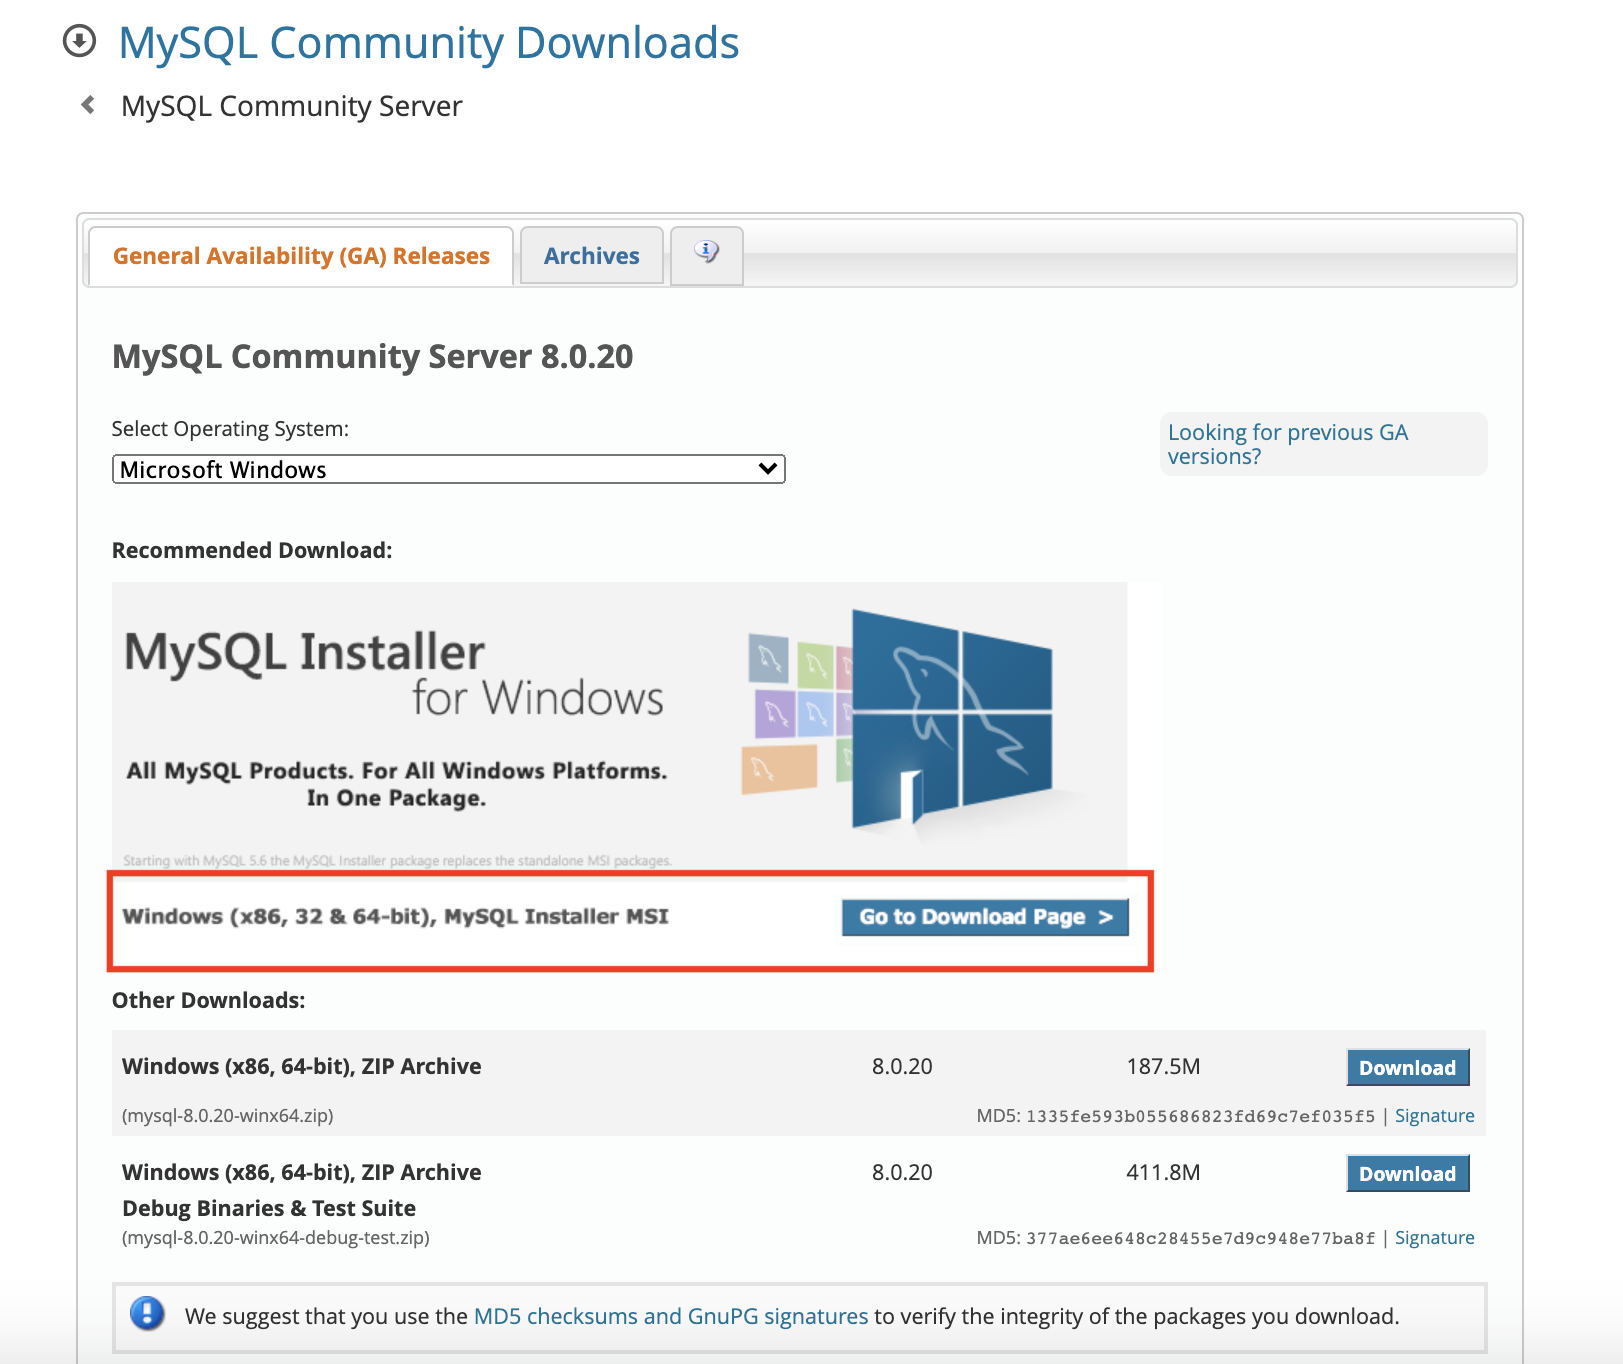 MySQL Community Downloads
MySQL Community Server
General Availability (GA) Releases
Archives
MySQL Community Server 8.0.20
Select Operating System:
Microsoft Windows
Looking for previous GA
versions?
Recommended Download:
MySQL Installer
for Windows
All MySQL Products. For All Windows Platforms.
In One Package.
Starting with MySQL 5.6 the MySQL Installer package replaces the standalone MSI packages.
Windows (x86, 32 & 64-bit), MySQL Installer MSI
Go to Download Page >
Other Downloads:
Windows (x86, 64-bit), ZIP Archive 8.0.20 187.5M Download
(mysql-8.0.20-winx64.zip) MD5: 1335fe593b055686823fd69c7ef035f5 | Signature
Windows (x86, 64-bit), ZIP Archive 8.0.20 411.8M Download
Debug Binaries & Test Suite
(mysql-8.0.20-winx64-debug-test.zip) MD5: 377ae6ee648c28455e7d9c948e77ba8f | Signature
We suggest that you use the MD5 checksums and GnuPG signatures to verify the integrity of the packages you download.